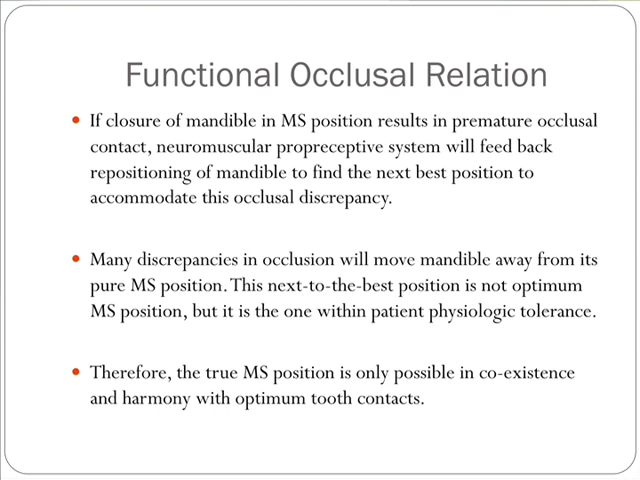 Functional Occlusal Relation
• If closure of mandible in MS position results in premature occlusal
contact, neuromuscular propreceptive system will feed back
repositioning of mandible to find the next best position to
accommodate this occlusal discrepancy.
• Many discrepancies in occlusion will move mandible away from its
pure MS position. This next-to-the-best position is not optimum
MS position, but it is the one within patient physiologic tolerance.
• Therefore, the true MS position is only possible in co-existence
and harmony with optimum tooth contacts.